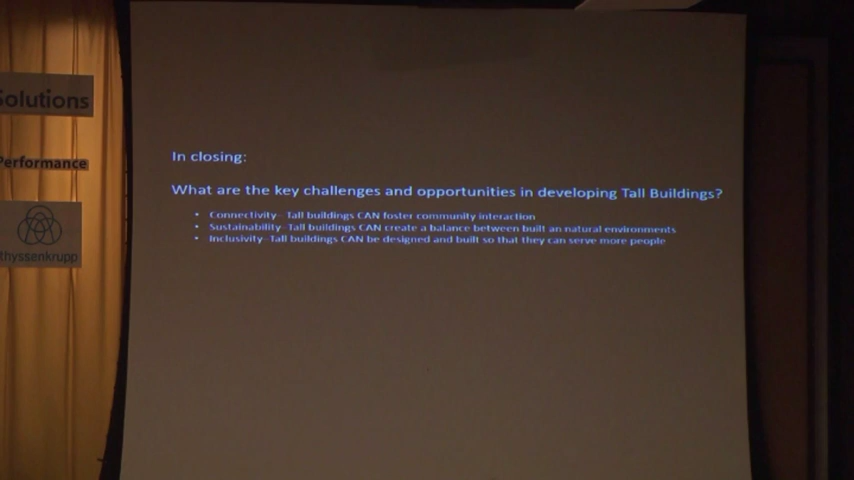 Solutions
Performance
thyssenkrupp
In closing:
What are the key challenges and opportunities in developing Tall Buildings?
• Connectivity–Tall buildings CAN foster community interaction
• Sustainability–Tall buildings CAN create a balance between built an natural environments
• Inclusivity–Tall buildings CAN be designed and built so that they can serve more people